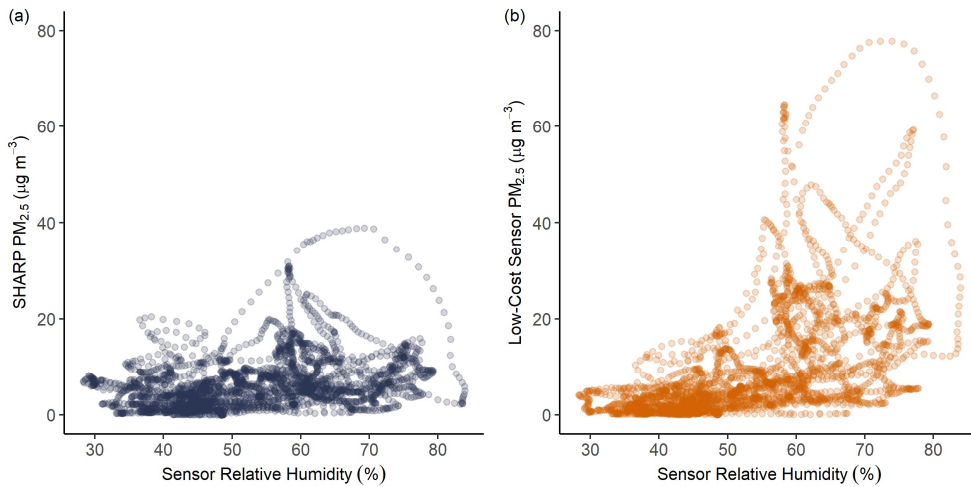 (a)
80
60
40
20
0
SHARP PM2.5 (μg m−3)
30 40 50 60 70 80
Sensor Relative Humidity (%)
(b)
80
60
40
20
0
Low-Cost Sensor PM2.5 (μg m−3)
30 40 50 60 70 80
Sensor Relative Humidity (%)